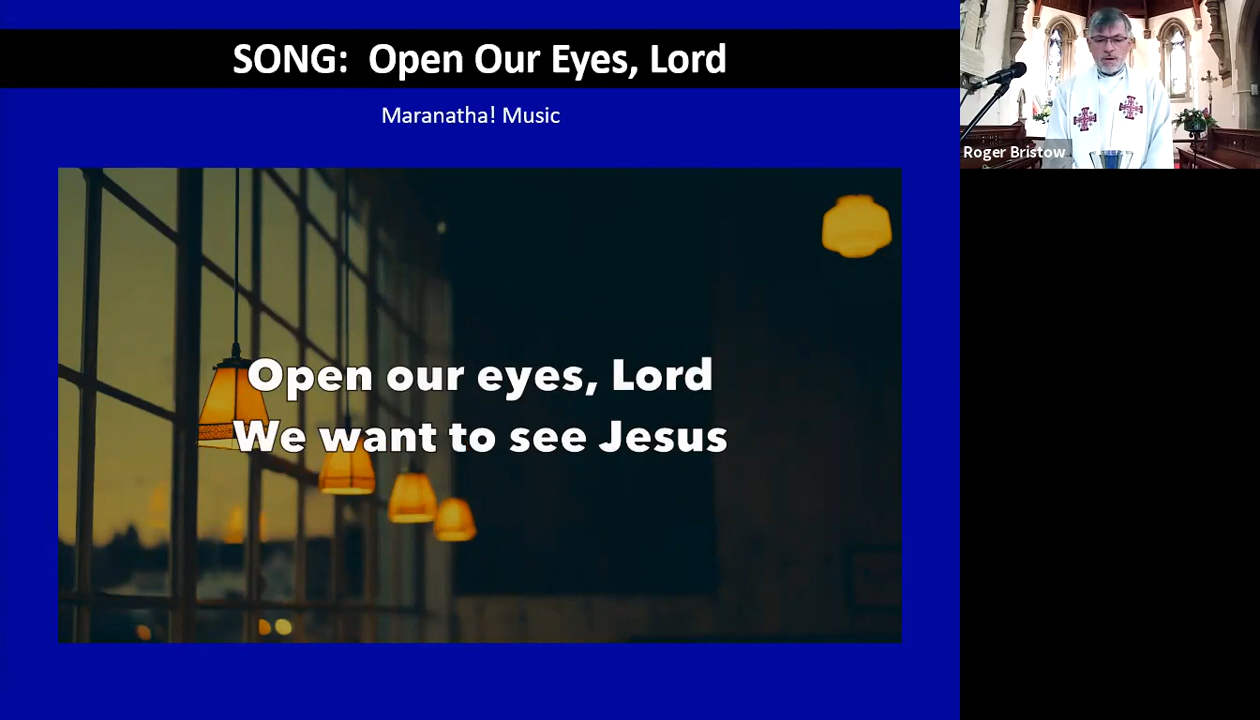 SONG: Open Our Eyes, Lord
Maranatha! Music
Roger Bristow
Open our eyes, Lord
We want to see Jesus